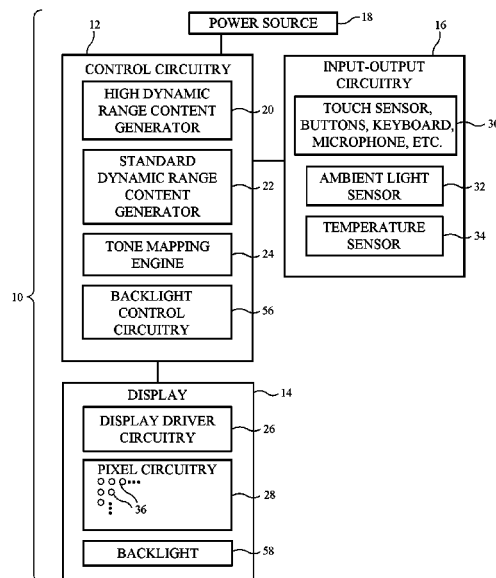 POWER SOURCE
18
12
16
CONTROL CIRCUITRY
HIGH DYNAMIC
RANGE CONTENT
GENERATOR
20
STANDARD
DYNAMIC RANGE
CONTENT
GENERATOR
22
TONE MAPPING
ENGINE
24
BACKLIGHT
CONTROL
CIRCUITRY
56
INPUT-OUTPUT
CIRCUITRY
TOUCH SENSOR,
BUTTONS, KEYBOARD,
MICROPHONE, ETC.
30
AMBIENT LIGHT
SENSOR
32
TEMPERATURE
SENSOR
34
10
DISPLAY
14
DISPLAY DRIVER
CIRCUITRY
26
PIXEL CIRCUITRY
36
28
BACKLIGHT
58